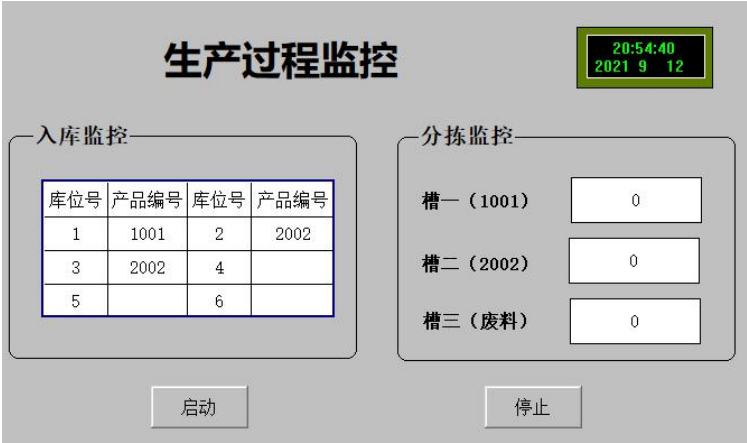 生产过程监控
20:54:40
2021 9 12
入库监控
库位号 产品编号 库位号 产品编号
1 1001 2 2002
3 2002 4
5 6
分拣监控
槽一（1001） 0
槽二（2002） 0
槽三（废料） 0
启动
停止